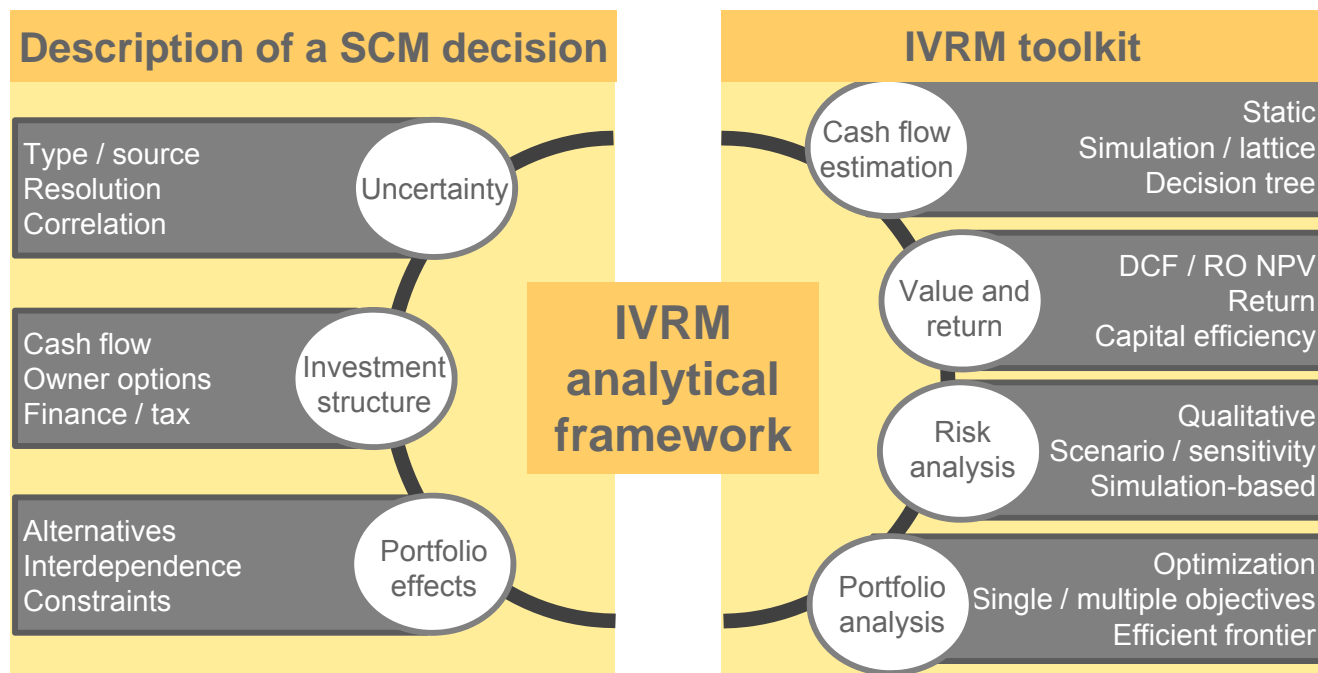 Description of a SCM decision
Type / source
Resolution
Correlation
Uncertainty
Cash flow
Owner options
Finance / tax
Investment
structure
Alternatives
Interdependence
Constraints
Portfolio
effects
IVRM
analytical
framework
IVRM toolkit
Cash flow
estimation
Static
Simulation / lattice
Decision tree
Value and
return
DCF / RO NPV
Return
Capital efficiency
Risk
analysis
Qualitative
Scenario / sensitivity
Simulation-based
Portfolio
analysis
Optimization
Single / multiple objectives
Efficient frontier